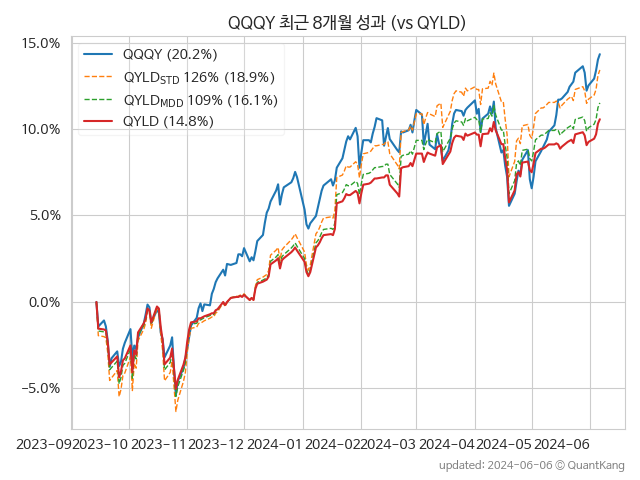 QQQY 최근 8개월 성과 (vs QYLD)
15.0%
10.0%
5.0%
0.0%
−5.0%
QQQY (20.2%)
QYLD_STD 126% (18.9%)
QYLD_MDD 109% (16.1%)
QYLD (14.8%)
2023-09 2023-10 2023-11 2023-12 2024-01 2024-02 2024-03 2024-04 2024-05 2024-06
updated: 2024-06-06 © QuantKang